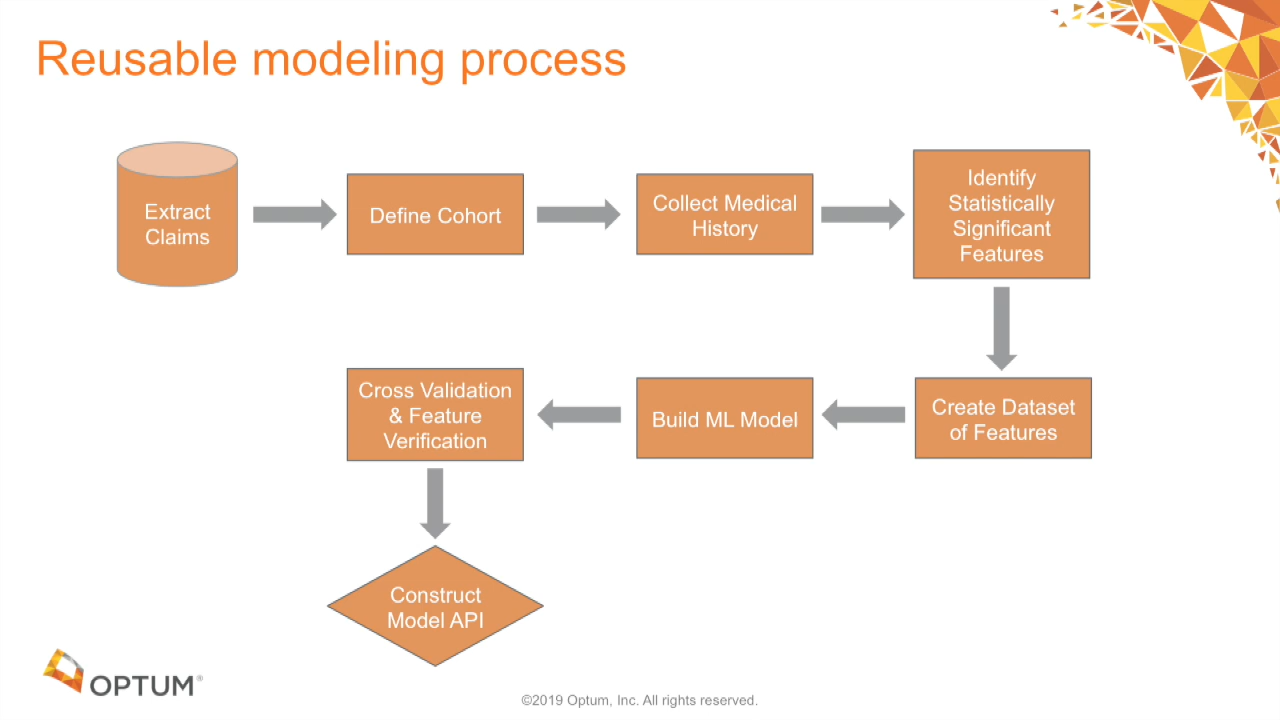 Reusable modeling process
Extract
Claims
Define Cohort
Collect Medical
History
Identify
Statistically
Significant
Features
Create Dataset
of Features
Build ML Model
Cross Validation
& Feature
Verification
Construct
Model API
OPTUM®
©2019 Optum, Inc. All rights reserved.